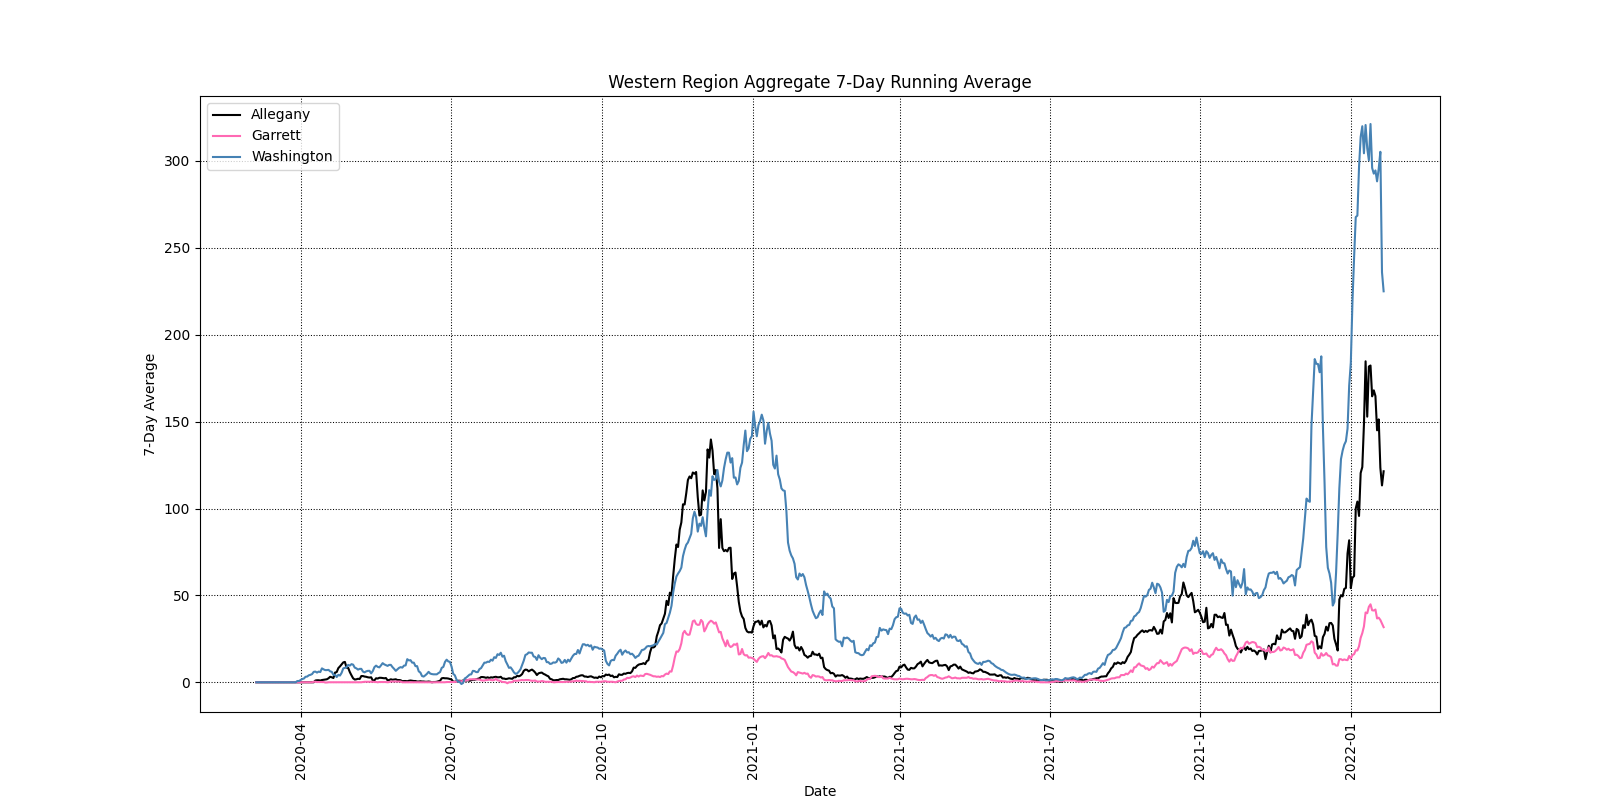 Western Region Aggregate 7-Day Running Average
Allegany
Garrett
Washington
300
250
200
150
100
50
0
7-Day Average
2020-04
2020-07
2020-10
2021-01
2021-04
2021-07
2021-10
2022-01
Date